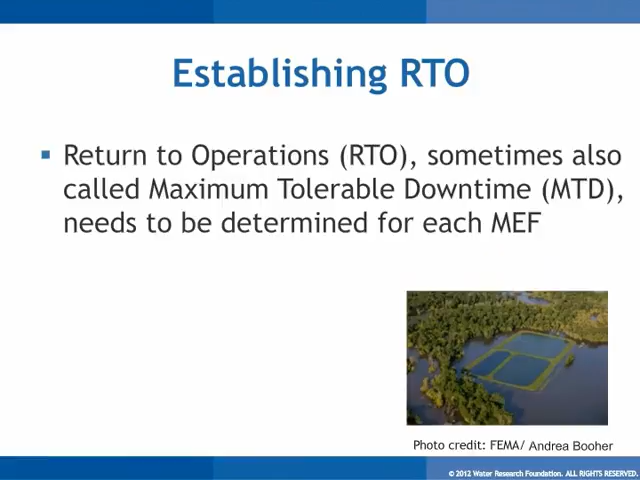 Establishing RTO
Return to Operations (RTO), sometimes also
called Maximum Tolerable Downtime (MTD),
needs to be determined for each MEF
Photo credit: FEMA/ Andrea Booher
© 2012 Water Research Foundation. ALL RIGHTS RESERVED.